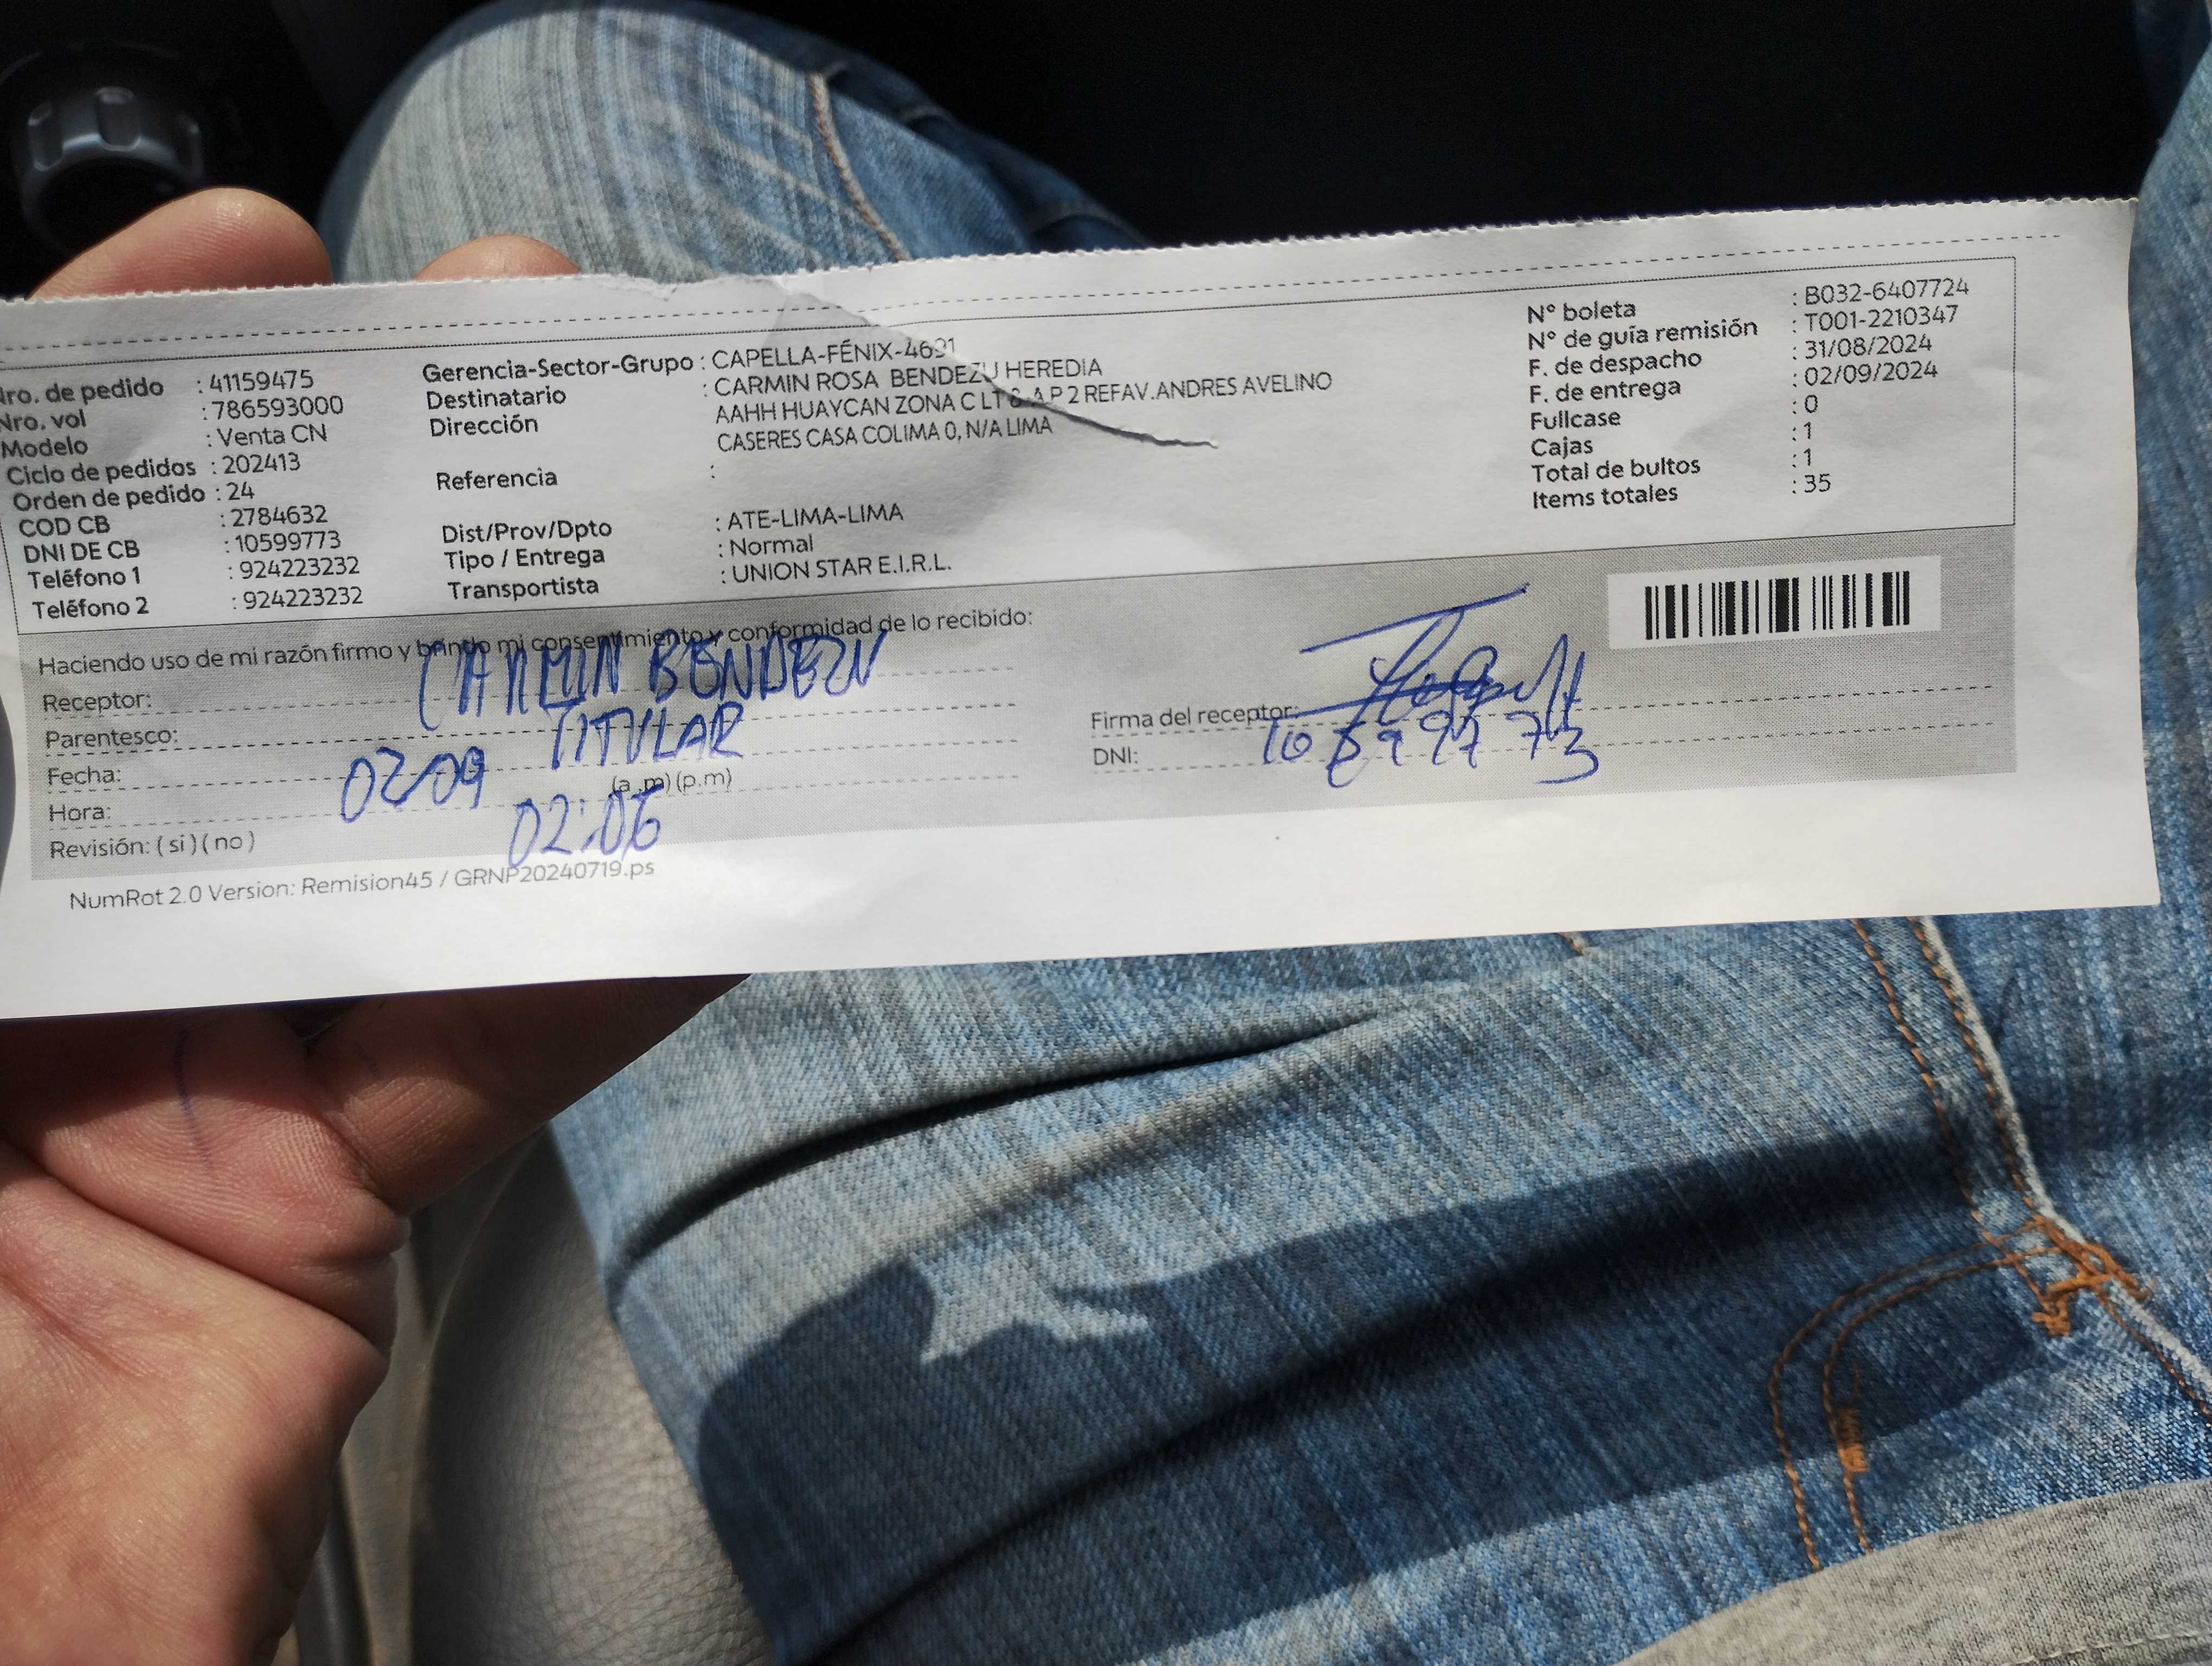 Nro. de pedido : 41159475
Nro. vol : 786593000
Modelo : Venta CN
Ciclo de pedidos : 202413
Orden de pedido : 24
COD CB : 2784632
DNI DE CB : 10599773
Teléfono 1 : 924223232
Teléfono 2 : 924223232
Gerencia-Sector-Grupo : CAPELLA-FÉNIX-4691
Destinatario : CARMIN ROSA BENDEZU HEREDIA
Dirección AAHH HUAYCAN ZONA C LT 8 A P 2 REFAV.ANDRES AVELINO
CASERES CASA COLIMA 0, N/A LIMA
Referencia :
Dist/Prov/Dpto : ATE-LIMA-LIMA
Tipo / Entrega : Normal
Transportista : UNION STAR E.I.R.L.
Nº boleta : B032-6407724
Nº de guía remisión : T001-2210347
F. de despacho : 31/08/2024
F. de entrega : 02/09/2024
Fullcase : 0
Cajas : 1
Total de bultos : 1
Items totales : 35
Haciendo uso de mi razón firmo y brindo mi consentimiento y conformidad de lo recibido:
Receptor: CARMIN BENDEZU
Parentesco: TITULAR
Fecha: 02/09
Hora: 02:06 (a .m) (p.m)
Revisión: ( si ) ( no )
Firma del receptor:
DNI: 10599773
NumRot 2.0 Version: Remision45 / GRNP20240719.ps